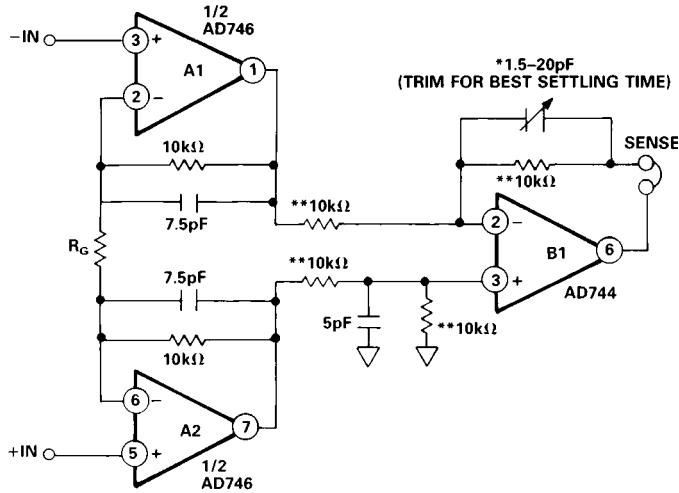 1/2
AD746
−IN
3
+
A1
1
2
−
*1.5–20pF
(TRIM FOR BEST SETTLING TIME)
10kΩ
SENSE
**10kΩ
7.5pF
**10kΩ
2
−
RG
B1
6
7.5pF
**10kΩ
3
+
AD744
5pF
**10kΩ
10kΩ
6
−
A2
7
+IN
5
+
1/2
AD746